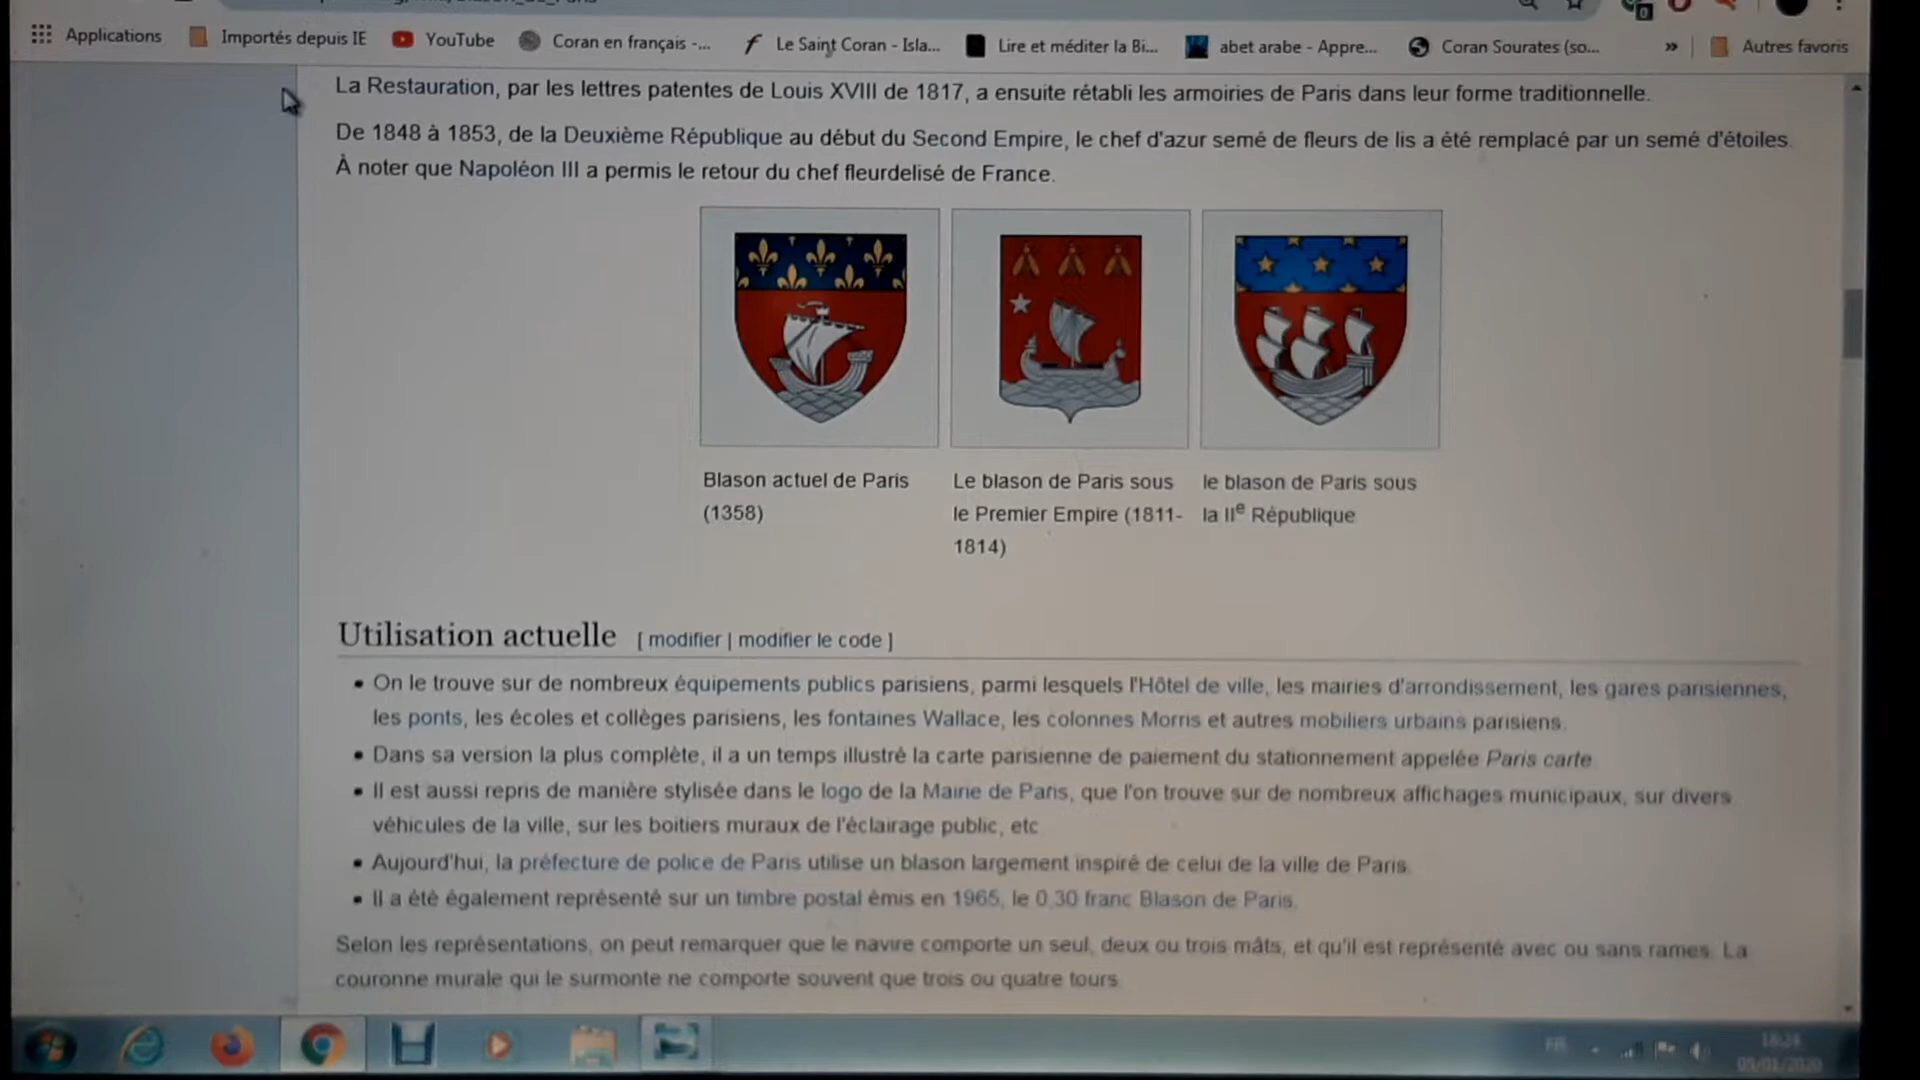 Applications
Importés depuis IE
YouTube
Coran en français -...
Le Saint Coran - Isla...
Lire et méditer la Bi...
abet arabe - Appre...
Coran Sourates (so...
»
Autres favoris
La Restauration, par les lettres patentes de Louis XVIII de 1817, a ensuite rétabli les armoiries de Paris dans leur forme traditionnelle.
De 1848 à 1853, de la Deuxième République au début du Second Empire, le chef d'azur semé de fleurs de lis a été remplacé par un semé d'étoiles.
À noter que Napoléon III a permis le retour du chef fleurdelisé de France.
Blason actuel de Paris
(1358)
Le blason de Paris sous
le Premier Empire (1811-
1814)
le blason de Paris sous
la IIe République
Utilisation actuelle [ modifier | modifier le code ]
• On le trouve sur de nombreux équipements publics parisiens, parmi lesquels l'Hôtel de ville, les mairies d'arrondissement, les gares parisiennes,
les ponts, les écoles et collèges parisiens, les fontaines Wallace, les colonnes Morris et autres mobiliers urbains parisiens.
• Dans sa version la plus complète, il a un temps illustré la carte parisienne de paiement du stationnement appelée Paris carte
• Il est aussi repris de manière stylisée dans le logo de la Mairie de Paris, que l'on trouve sur de nombreux affichages municipaux, sur divers
véhicules de la ville, sur les boitiers muraux de l'éclairage public, etc
• Aujourd'hui, la préfecture de police de Paris utilise un blason largement inspiré de celui de la ville de Paris.
• Il a été également représenté sur un timbre postal émis en 1965, le 0,30 franc Blason de Paris.
Selon les représentations, on peut remarquer que le navire comporte un seul, deux ou trois mâts, et qu'il est représenté avec ou sans rames. La
couronne murale qui le surmonte ne comporte souvent que trois ou quatre tours.
FR